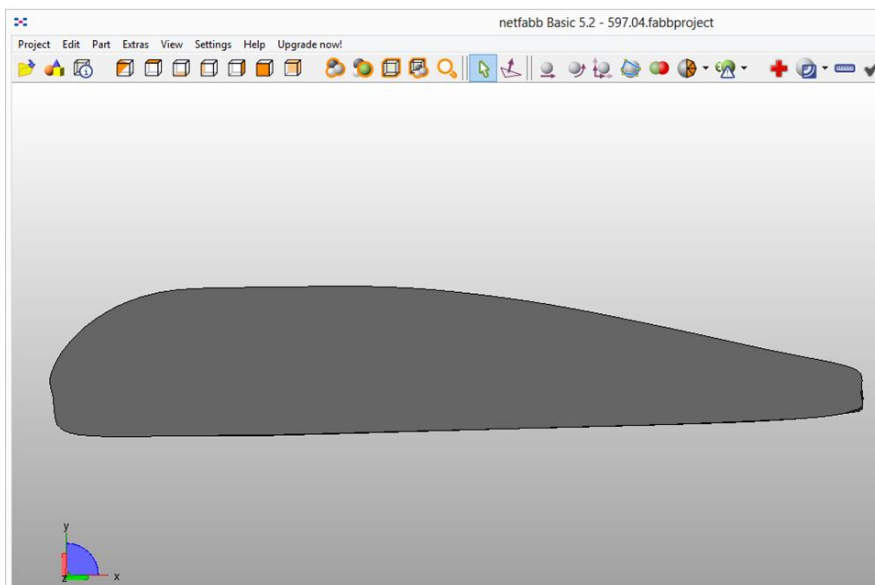 netfabb Basic 5.2 - 597.04.fabbproject
Project Edit Part Extras View Settings Help Upgrade now!
y
z x